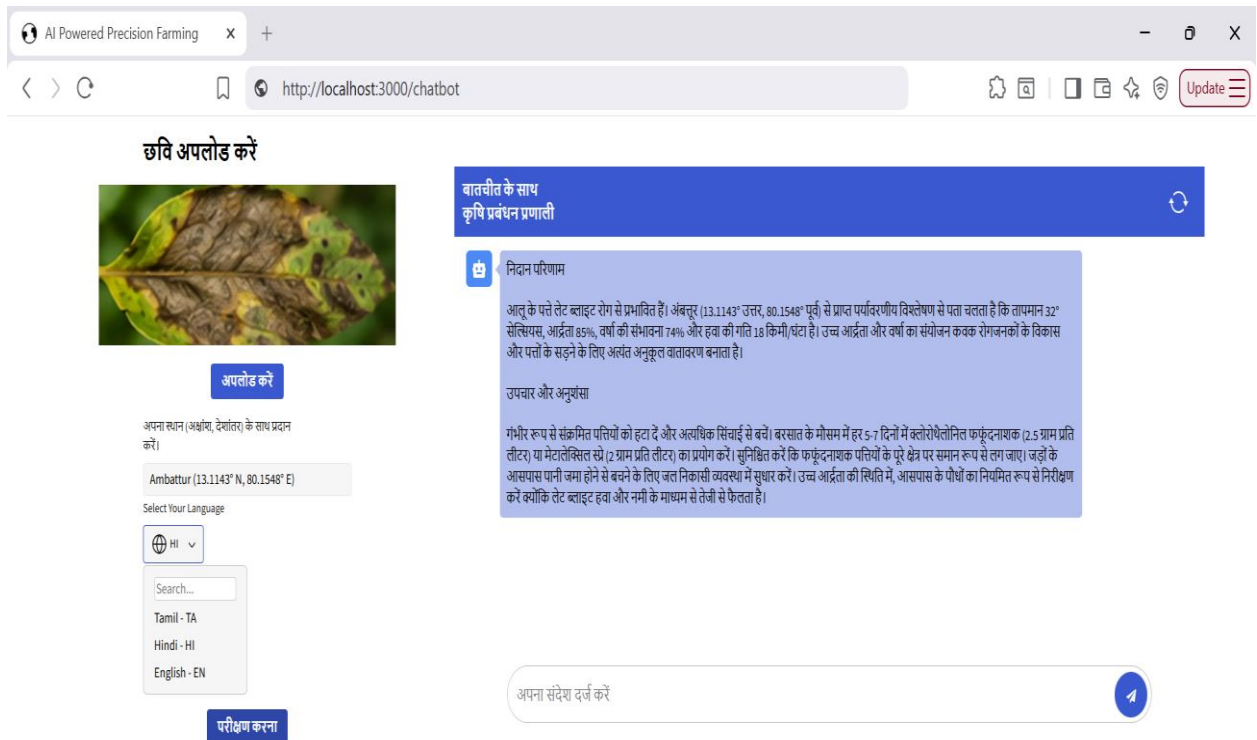 AI Powered Precision Farming
http://localhost:3000/chatbot
Update
छवि अपलोड करें
अपलोड करें
अपना स्थान (अक्षांश, देशांतर) के साथ प्रदान
करें।
Ambattur (13.1143° N, 80.1548° E)
Select Your Language
HI
Search...
Tamil - TA
Hindi - HI
English - EN
परीक्षण करना
बातचीत के साथ
कृषि प्रबंधन प्रणाली
निदान परिणाम
आलू के पत्ते लेट ब्लाइट रोग से प्रभावित हैं। अंबत्तूर (13.1143° उत्तर, 80.1548° पूर्व) से प्राप्त पर्यावरणीय विश्लेषण से पता चलता है कि तापमान 32°
सेल्सियस, आर्द्रता 85%, वर्षा की संभावना 74% और हवा की गति 18 किमी/घंटा है। उच्च आर्द्रता और वर्षा का संयोजन कवक रोगजनकों के विकास
और पत्तों के सड़ने के लिए अत्यंत अनुकूल वातावरण बनाता है।
उपचार और अनुशंसा
गंभीर रूप से संक्रमित पत्तियों को हटा दें और अत्यधिक सिंचाई से बचें। बरसात के मौसम में हर 5-7 दिनों में क्लोरोथैलोनिल फफूंदनाशक (2.5 ग्राम प्रति
लीटर) या मेटालेक्सिल स्प्रे (2 ग्राम प्रति लीटर) का प्रयोग करें। सुनिश्चित करें कि फफूंदनाशक पत्तियों के पूरे क्षेत्र पर समान रूप से लग जाए। जड़ों के
आसपास पानी जमा होने से बचने के लिए जल निकासी व्यवस्था में सुधार करें। उच्च आर्द्रता की स्थिति में, आसपास के पौधों का नियमित रूप से निरीक्षण
करें क्योंकि लेट ब्लाइट हवा और नमी के माध्यम से तेजी से फैलता है।
अपना संदेश दर्ज करें